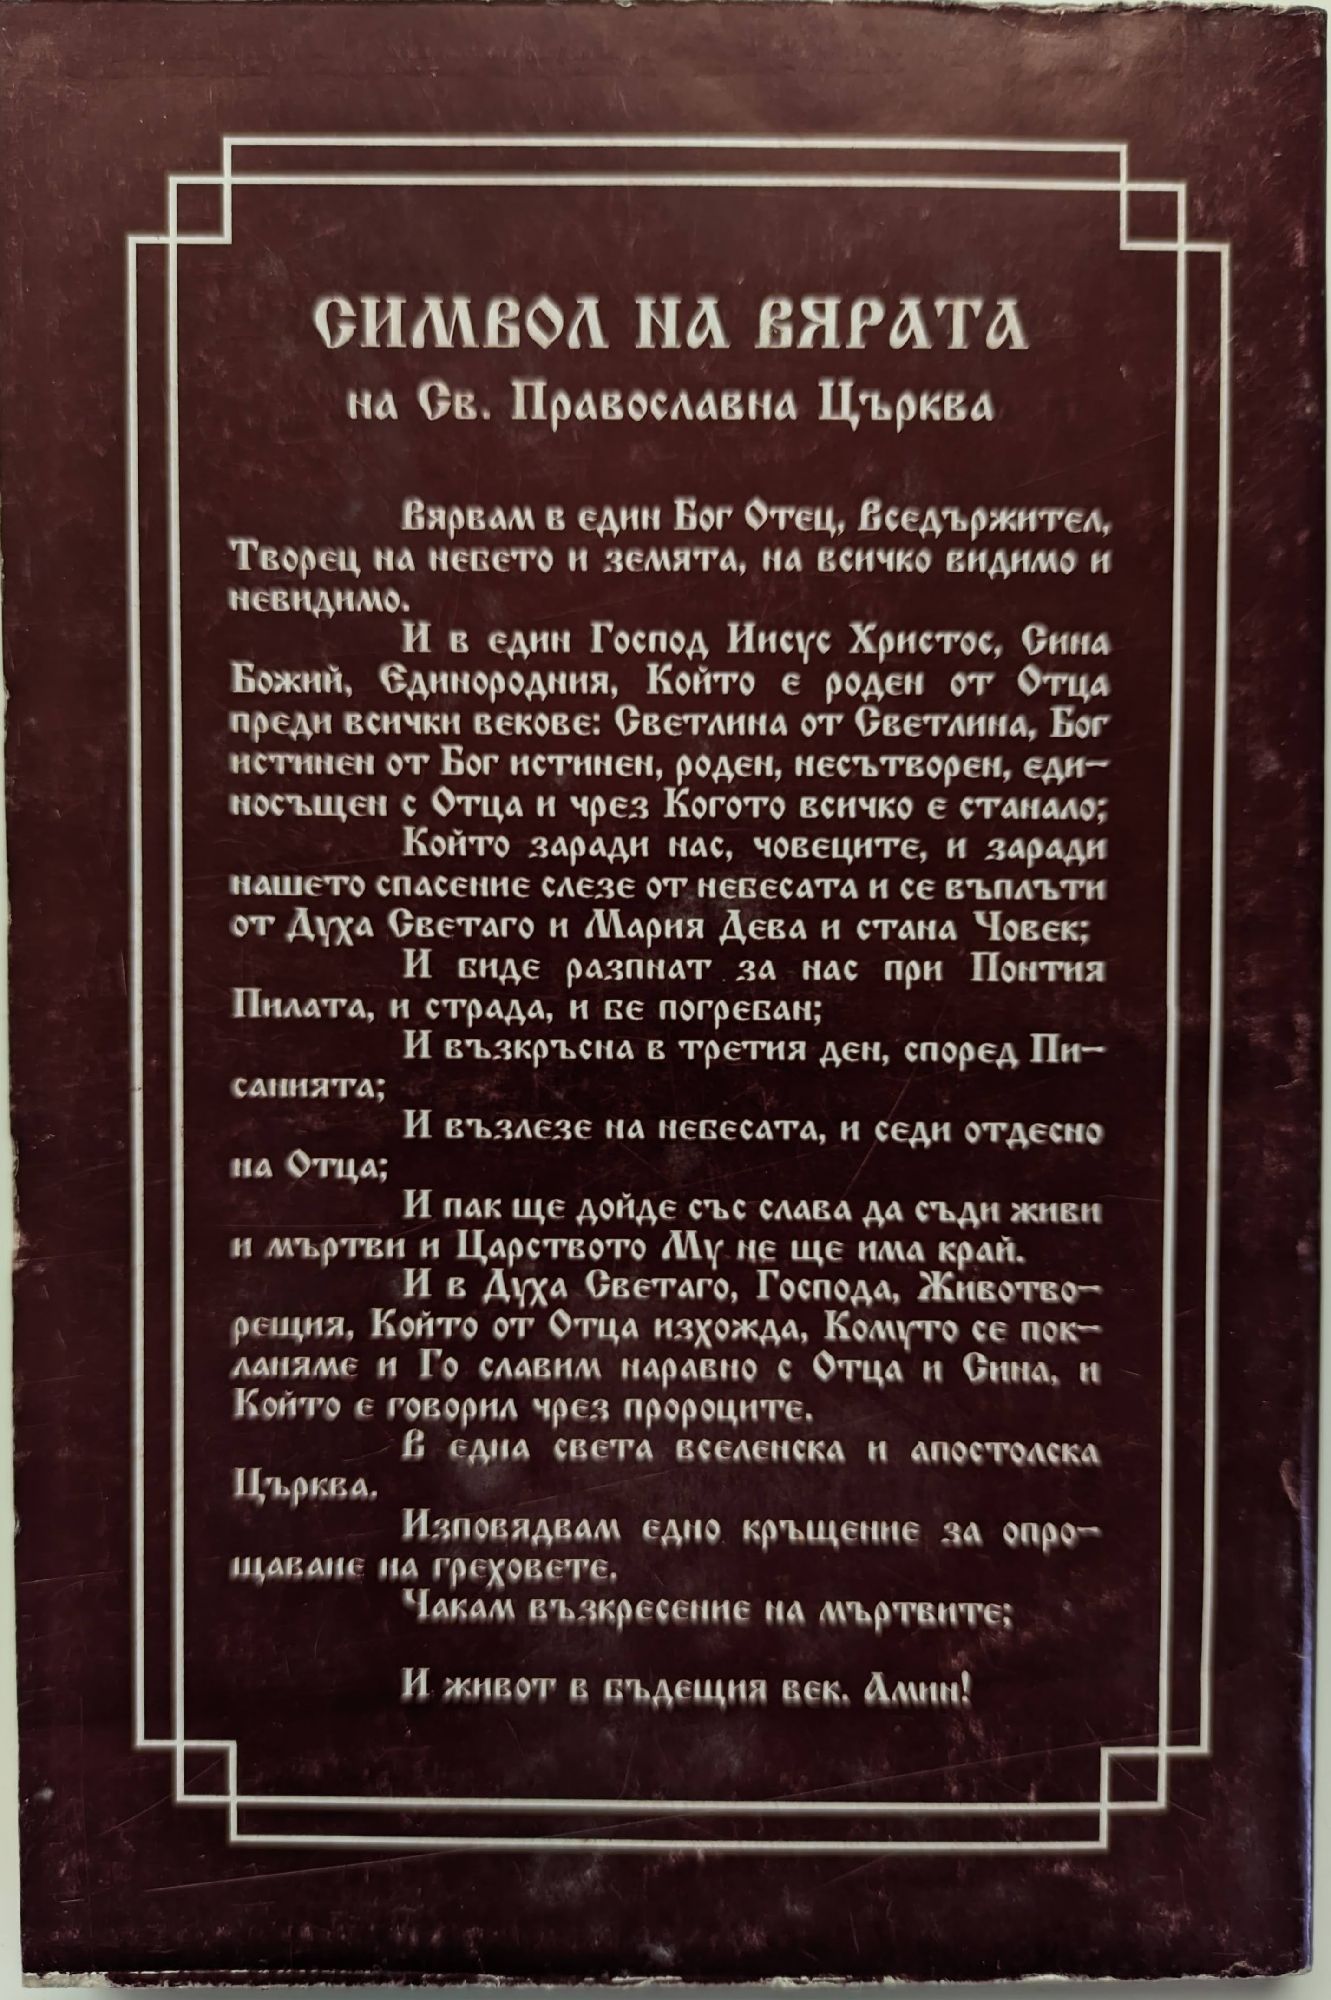 СИМВОЛ НА ВЯРАТА
на Св. Православна Църква
Вярвам в един Бог Отец, Вседържител,
Творец на небето и земята, на всичко видимо и
невидимо.
И в един Господ Иисус Христос, Сина
Божий, Единородния, Който е роден от Отца
преди всички векове: Светлина от Светлина, Бог
истинен от Бог истинен, роден, несътворен, еди-
носъщен с Отца и чрез Когото всичко е станало;
Който заради нас, човеците, и заради
нашето спасение слезе от небесата и се въплъти
от Духа Светаго и Мария Дева и стана Човек;
И биде разпнат за нас при Понтия
Пилата, и страда, и бе погребан;
И възкръсна в третия ден, според Пи-
санията;
И възлезе на небесата, и седи отдесно
на Отца;
И пак ще дойде със слава да съди живи
и мъртви и Царството Му не ще има край.
И в Духа Светаго, Господа, Животво-
рещия, Който от Отца изхожда, Комуто се пок-
ланяме и Го славим наравно с Отца и Сина, и
Който е говорил чрез пророците.
В една света вселенска и апостолска
Църква.
Изповядвам едно кръщение за опро-
щаване на греховете.
Чакам възкресение на мъртвите;
И живот в бъдещия век. Амин!